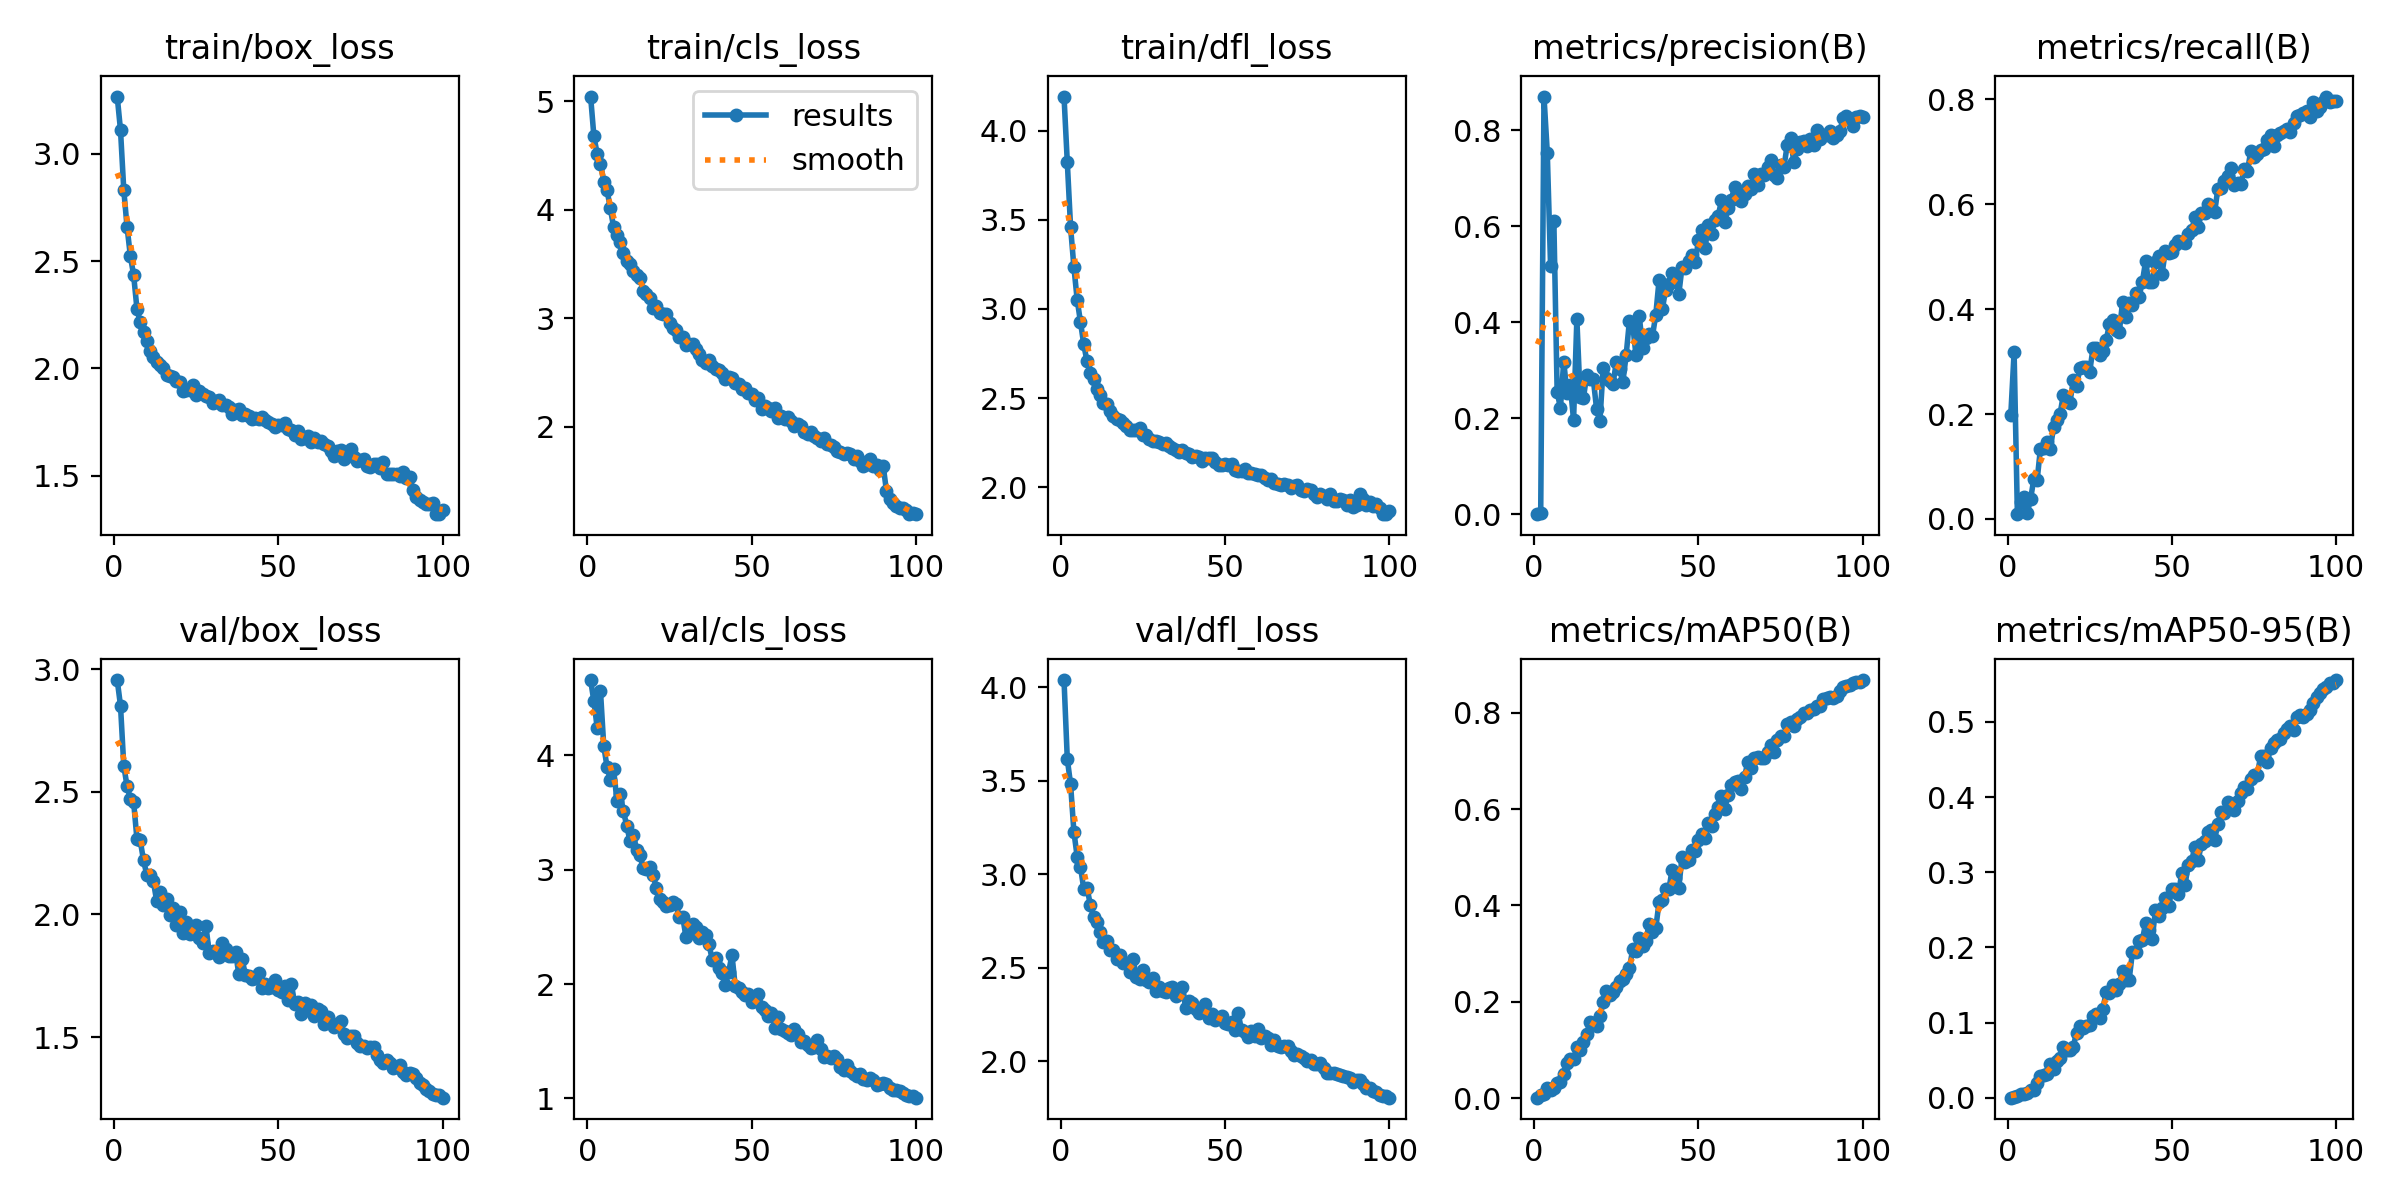 train/box_loss
train/cls_loss
train/dfl_loss
metrics/precision(B)
metrics/recall(B)
3.0
2.5
2.0
1.5
0 50 100
results
smooth
5
4
3
2
0 50 100
4.0
3.5
3.0
2.5
2.0
0 50 100
0.8
0.6
0.4
0.2
0.0
0 50 100
0.8
0.6
0.4
0.2
0.0
0 50 100
val/box_loss
val/cls_loss
val/dfl_loss
metrics/mAP50(B)
metrics/mAP50-95(B)
3.0
2.5
2.0
1.5
0 50 100
4
3
2
1
0 50 100
4.0
3.5
3.0
2.5
2.0
0 50 100
0.8
0.6
0.4
0.2
0.0
0 50 100
0.5
0.4
0.3
0.2
0.1
0.0
0 50 100